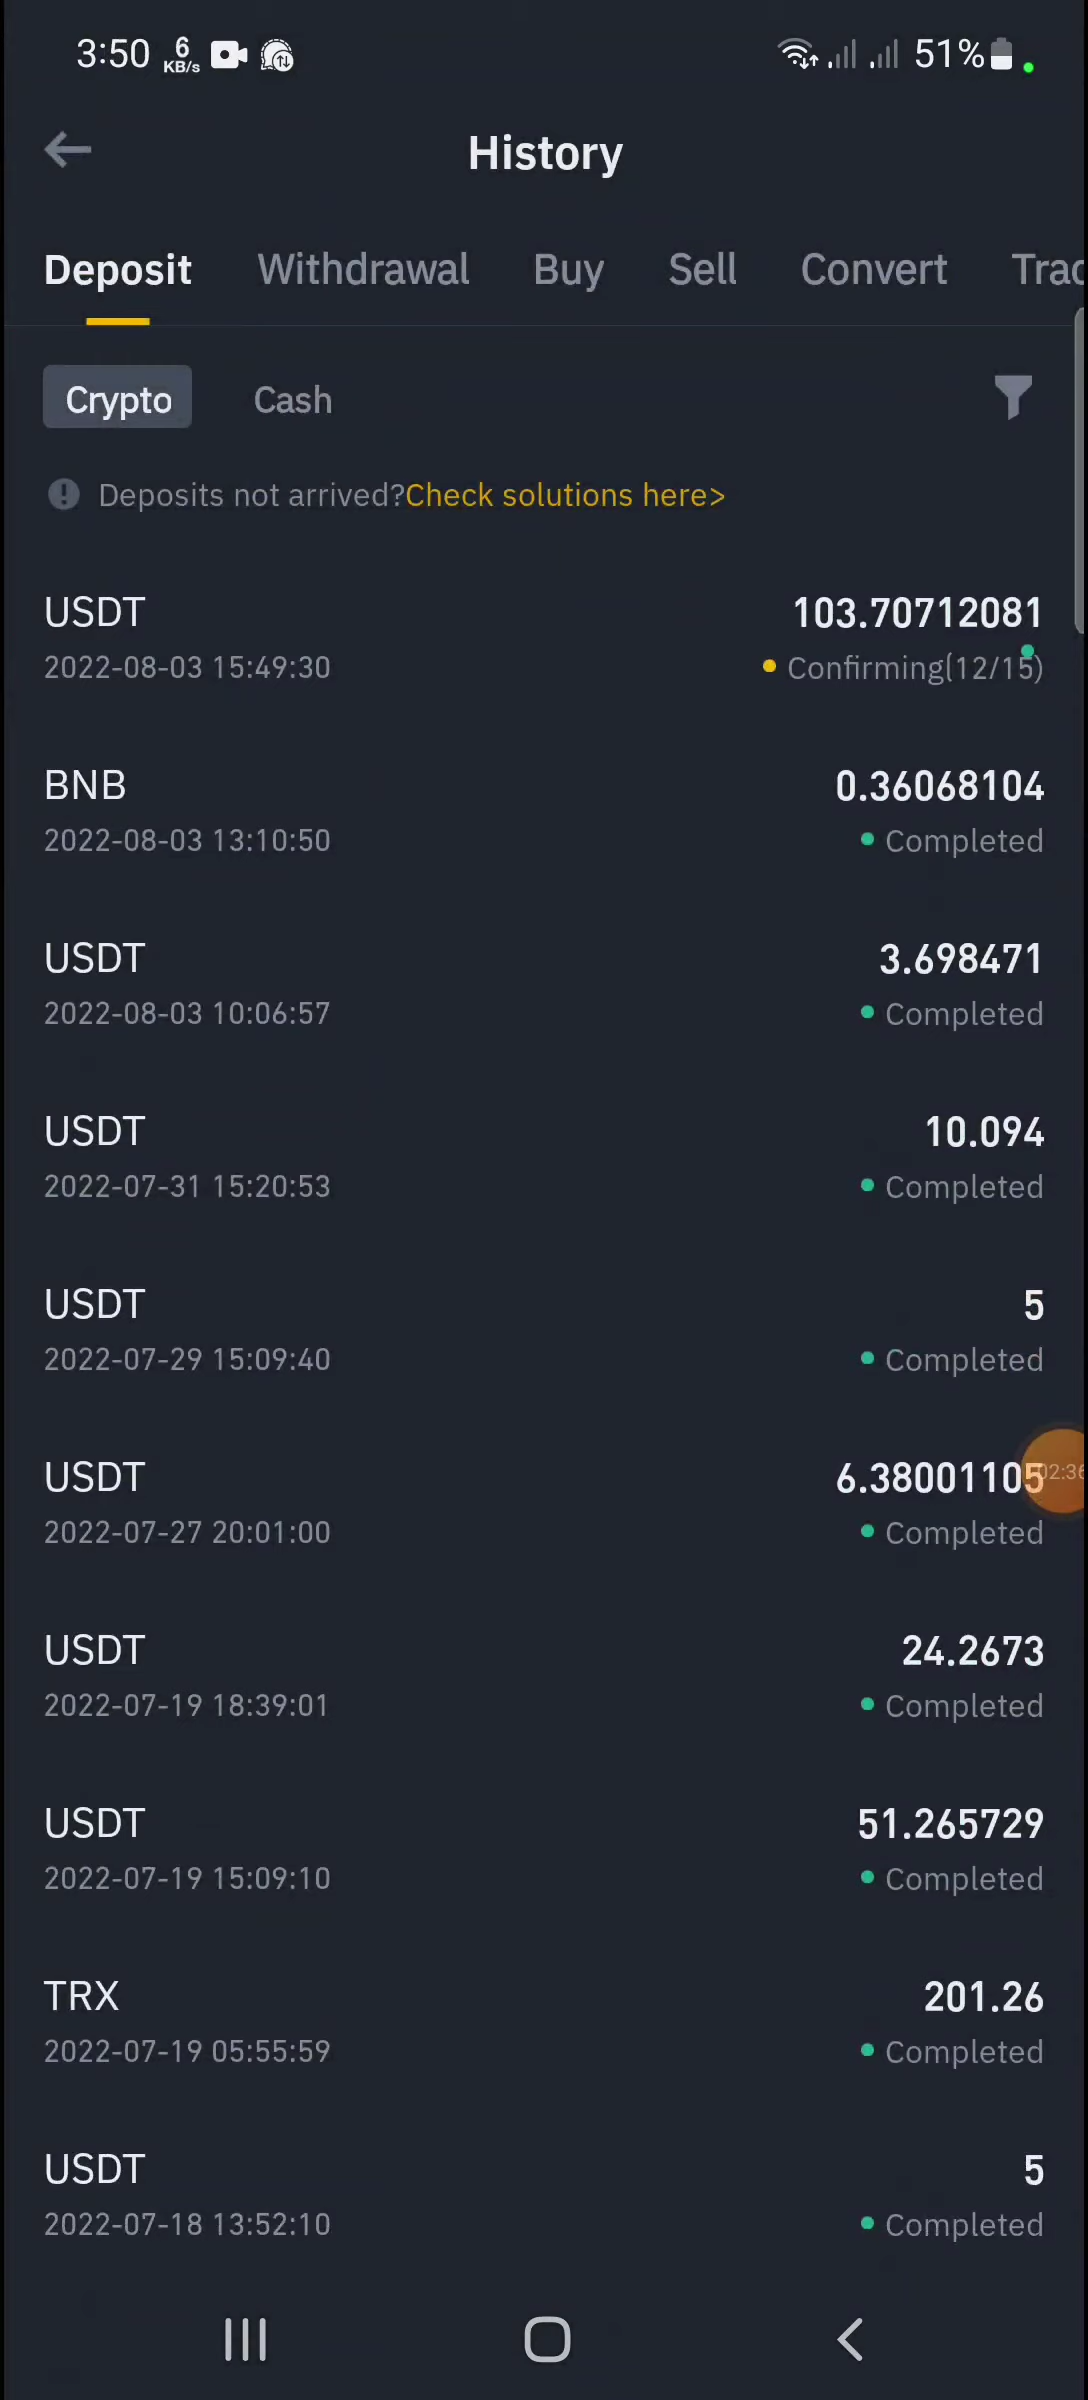 3:50 6 KB/s 51%
History
Deposit Withdrawal Buy Sell Convert Trad
Crypto Cash
Deposits not arrived?Check solutions here>
USDT 103.70712081
2022-08-03 15:49:30 Confirming(12/15)
BNB 0.36068104
2022-08-03 13:10:50 Completed
USDT 3.698471
2022-08-03 10:06:57 Completed
USDT 10.094
2022-07-31 15:20:53 Completed
USDT 5
2022-07-29 15:09:40 Completed
USDT 6.38001105 02:36
2022-07-27 20:01:00 Completed
USDT 24.2673
2022-07-19 18:39:01 Completed
USDT 51.265729
2022-07-19 15:09:10 Completed
TRX 201.26
2022-07-19 05:55:59 Completed
USDT 5
2022-07-18 13:52:10 Completed